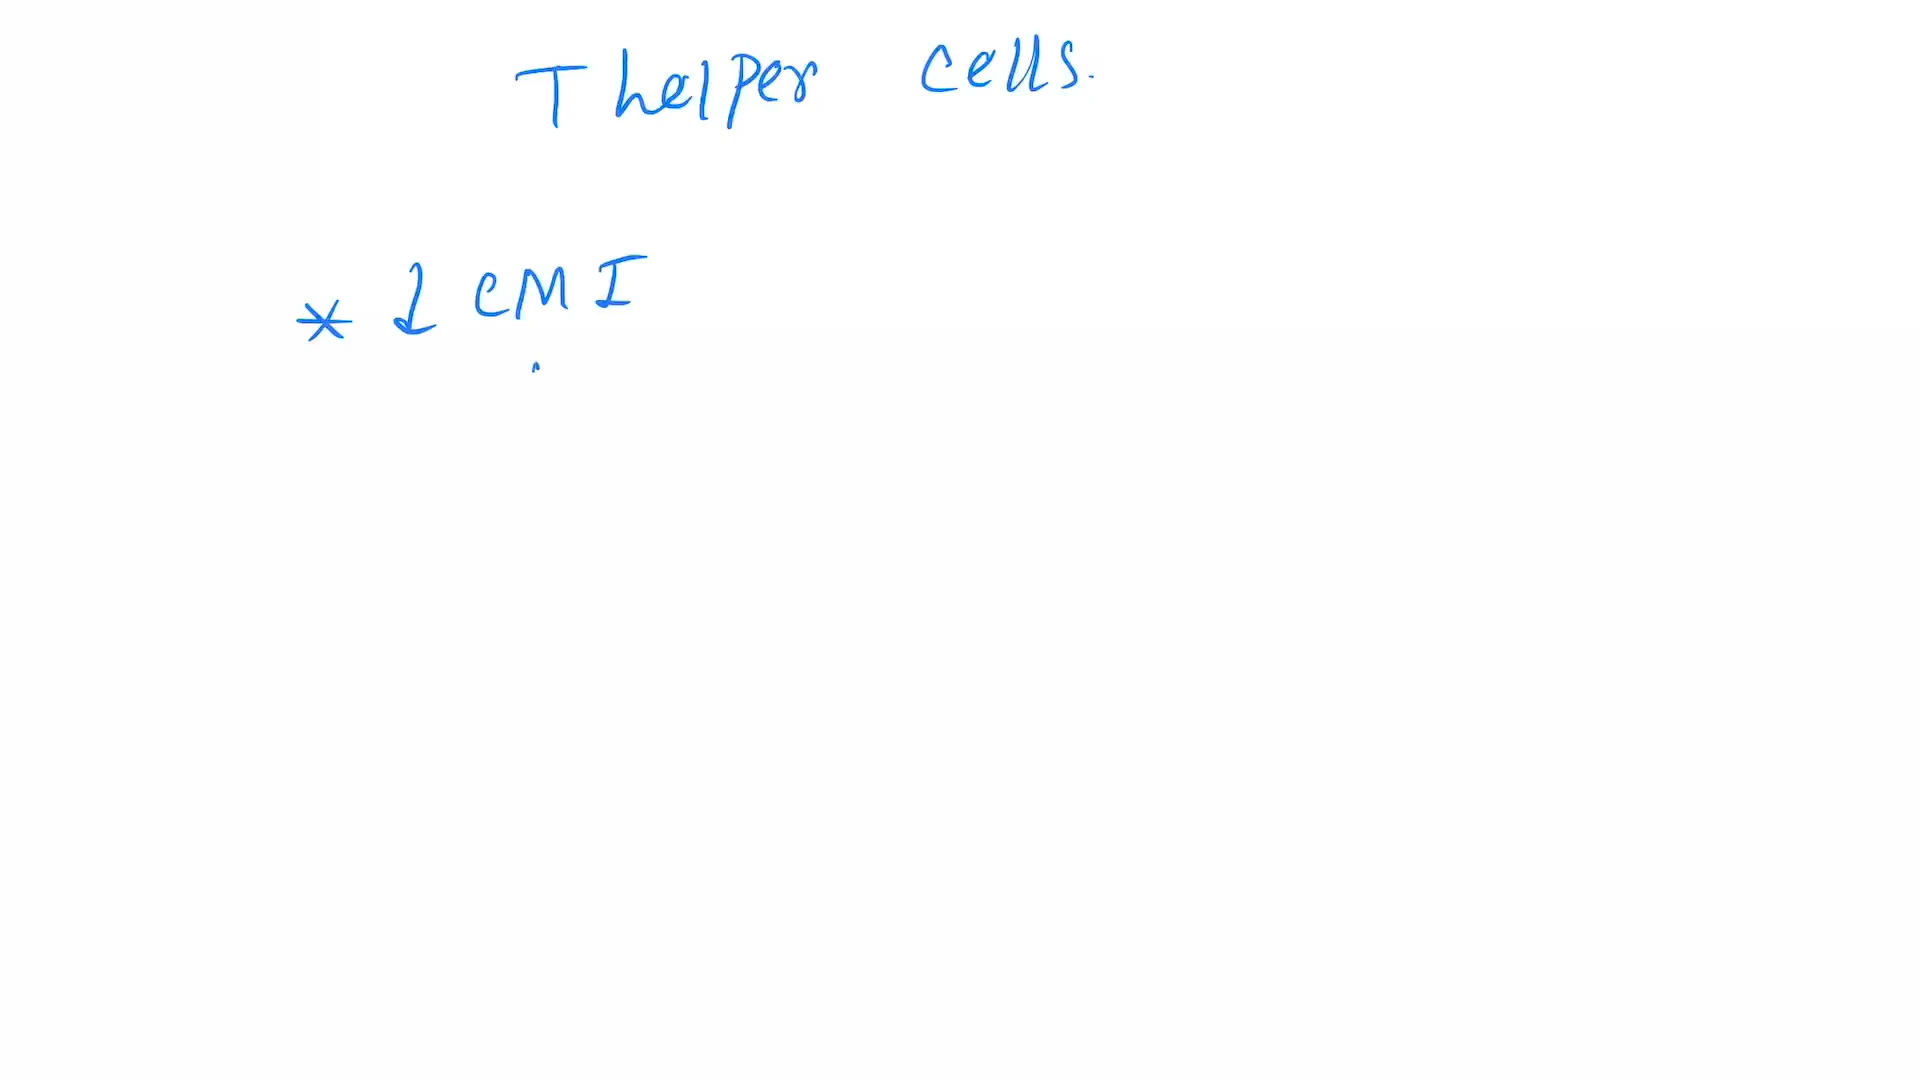 T helper cells.
* ↓ CMI